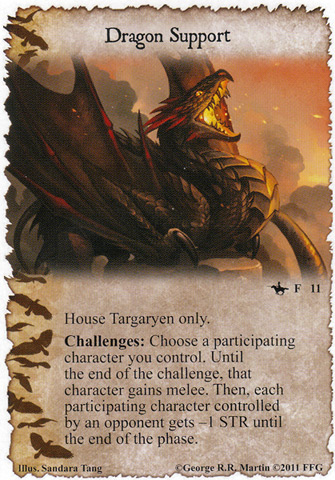 Dragon Support
F 11
House Targaryen only.
Challenges: Choose a participating
character you control. Until
the end of the challenge, that
character gains melee. Then, each
participating character controlled
by an opponent gets –1 STR until
the end of the phase.
Illus. Sandara Tang ©George R.R. Martin ©2011 FFG